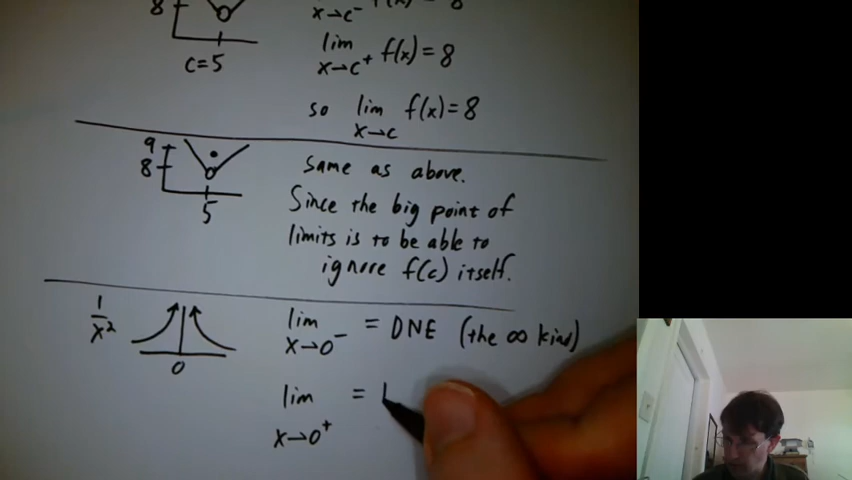 8
c=5
x→c⁻ f(x) = 8
lim f(x) = 8
x→c⁺
so lim f(x) = 8
x→c
9
8
5
Same as above.
Since the big point of
limits is to be able to
ignore f(c) itself.
1
x²
0
lim = DNE (the ∞ kind)
x→0⁻
lim =
x→0⁺